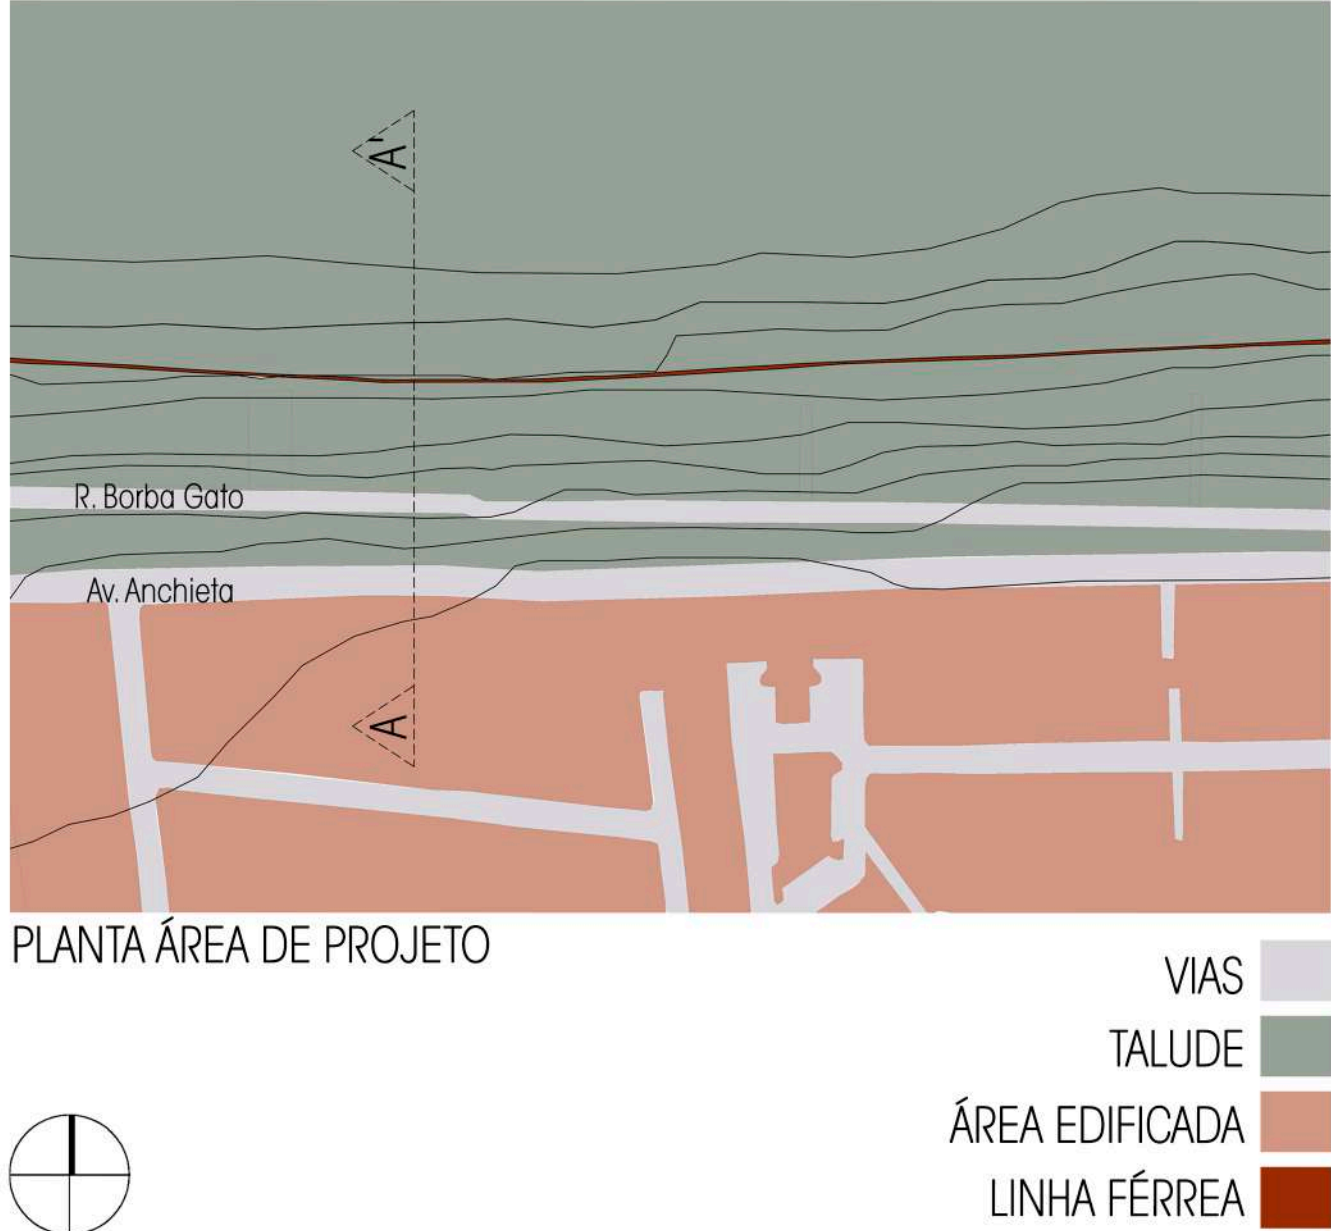 A'
R. Borba Gato
Av. Anchieta
A
PLANTA ÁREA DE PROJETO
VIAS
TALUDE
ÁREA EDIFICADA
LINHA FÉRREA